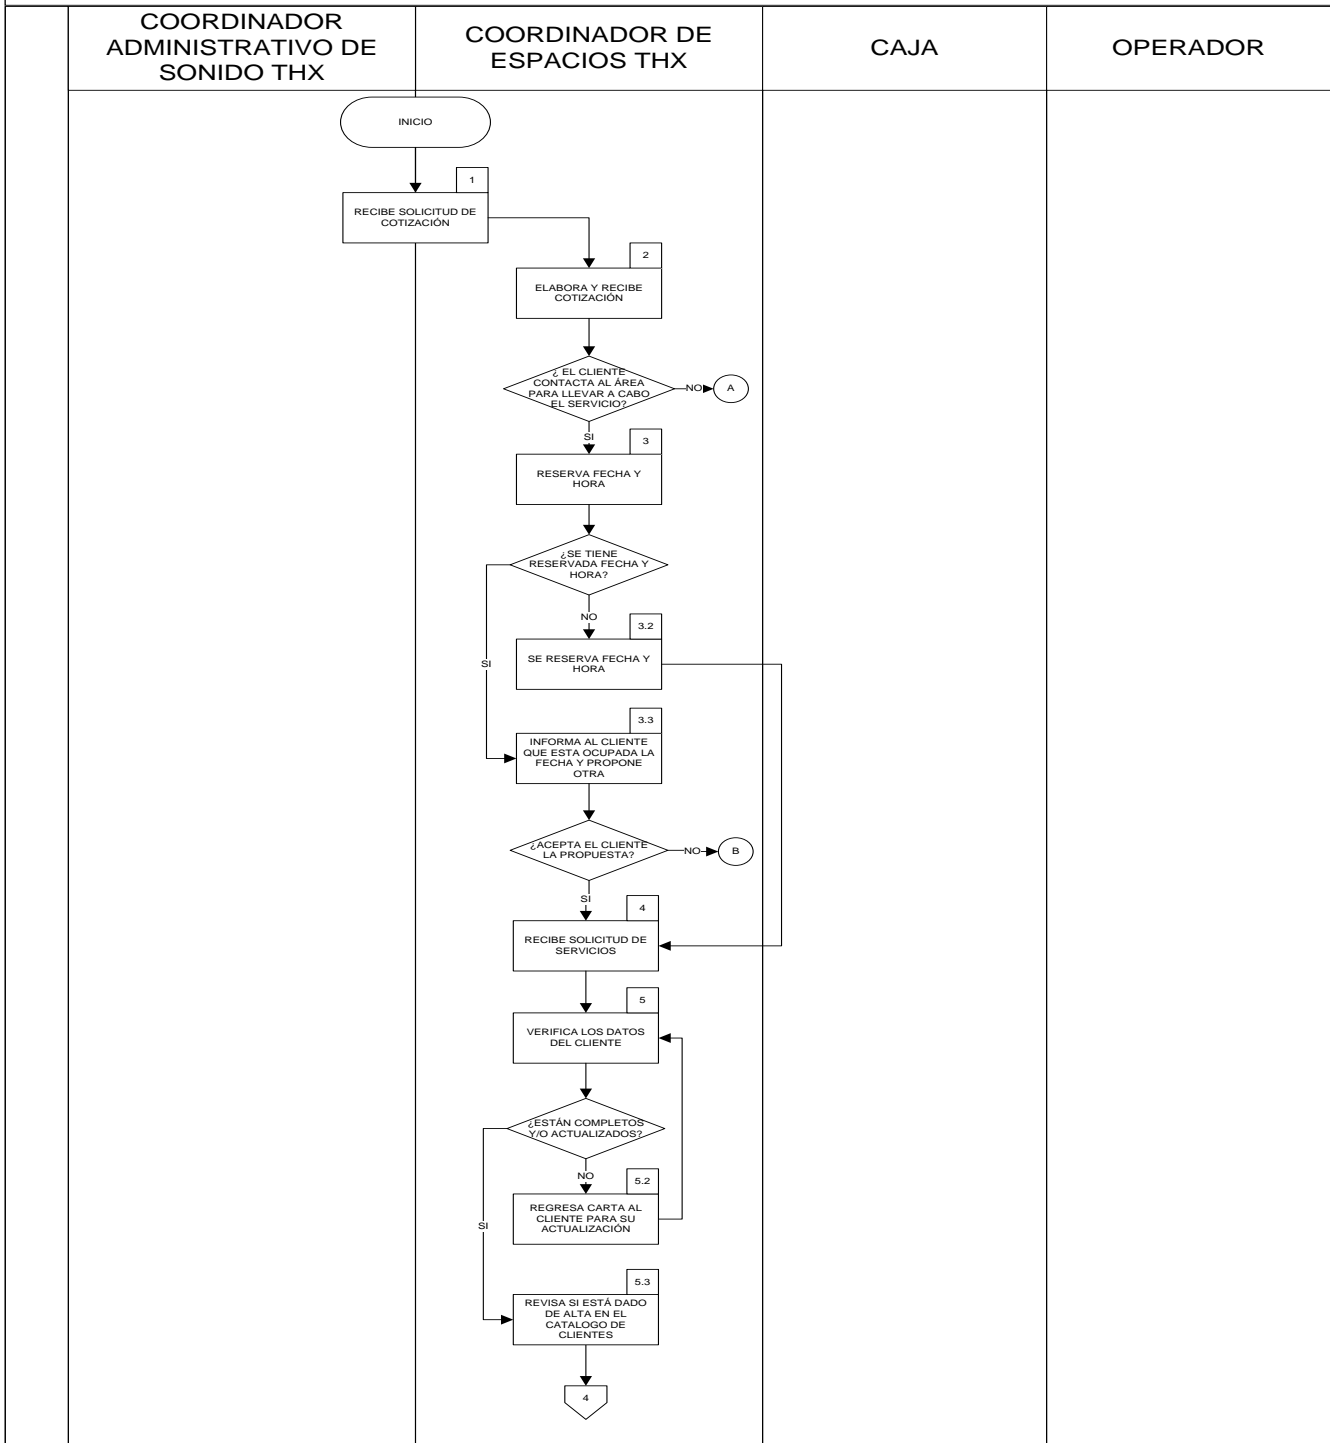 COORDINADOR
ADMINISTRATIVO DE
SONIDO THX
COORDINADOR DE
ESPACIOS THX
CAJA
OPERADOR
INICIO
1
RECIBE SOLICITUD DE
COTIZACIÓN
2
ELABORA Y RECIBE
COTIZACIÓN
¿ EL CLIENTE
CONTACTA AL ÁREA
PARA LLEVAR A CABO
EL SERVICIO?
NO
A
SI
3
RESERVA FECHA Y
HORA
¿SE TIENE
RESERVADA FECHA Y
HORA?
NO
3.2
SE RESERVA FECHA Y
HORA
SI
3.3
INFORMA AL CLIENTE
QUE ESTA OCUPADA LA
FECHA Y PROPONE
OTRA
¿ACEPTA EL CLIENTE
LA PROPUESTA?
NO
B
SI
4
RECIBE SOLICITUD DE
SERVICIOS
5
VERIFICA LOS DATOS
DEL CLIENTE
¿ESTÁN COMPLETOS
Y/O ACTUALIZADOS?
NO
5.2
REGRESA CARTA AL
CLIENTE PARA SU
ACTUALIZACIÓN
SI
5.3
REVISA SI ESTÁ DADO
DE ALTA EN EL
CATALOGO DE
CLIENTES
4